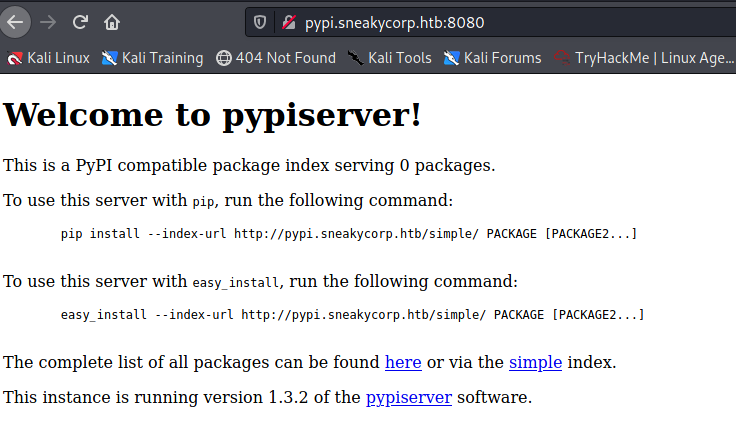 pypi.sneakycorp.htb:8080
Kali Linux Kali Training 404 Not Found Kali Tools Kali Forums TryHackMe | Linux Age...
Welcome to pypiserver!
This is a PyPI compatible package index serving 0 packages.
To use this server with pip, run the following command:
pip install --index-url http://pypi.sneakycorp.htb/simple/ PACKAGE [PACKAGE2...]
To use this server with easy_install, run the following command:
easy_install --index-url http://pypi.sneakycorp.htb/simple/ PACKAGE [PACKAGE2...]
The complete list of all packages can be found here or via the simple index.
This instance is running version 1.3.2 of the pypiserver software.